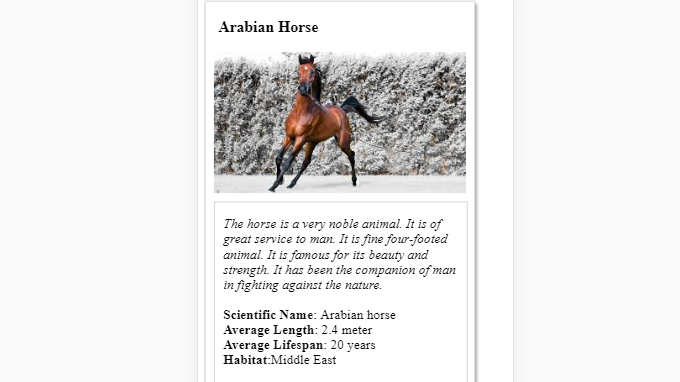 Arabian Horse
The horse is a very noble animal. It is of
great service to man. It is fine four-footed
animal. It is famous for its beauty and
strength. It has been the companion of man
in fighting against the nature.
Scientific Name: Arabian horse
Average Length: 2.4 meter
Average Lifespan: 20 years
Habitat:Middle East